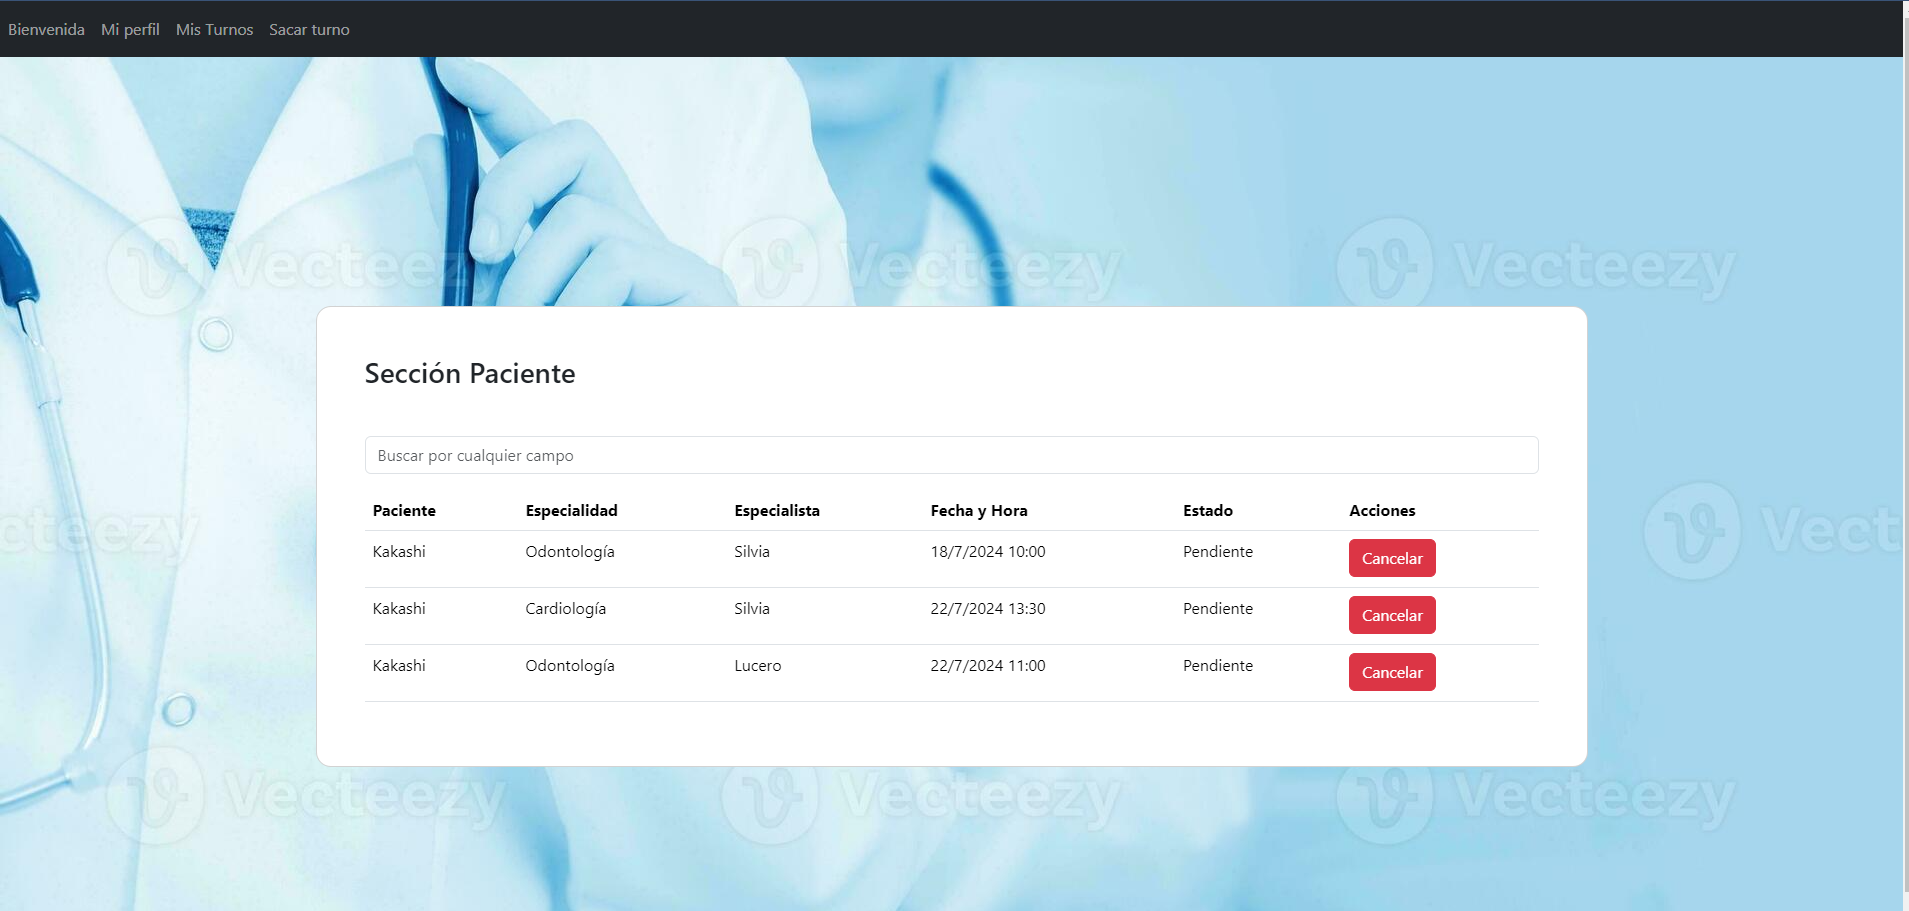 Bienvenida Mi perfil Mis Turnos Sacar turno
Vecteezy Vecteezy Vecteezy
Sección Paciente
Buscar por cualquier campo
Paciente Especialidad Especialista Fecha y Hora Estado Acciones
cteezy Vect
Kakashi Odontología Silvia 18/7/2024 10:00 Pendiente Cancelar
Kakashi Cardiología Silvia 22/7/2024 13:30 Pendiente Cancelar
Kakashi Odontología Lucero 22/7/2024 11:00 Pendiente Cancelar
Vecteezy Vecteezy Vecteezy